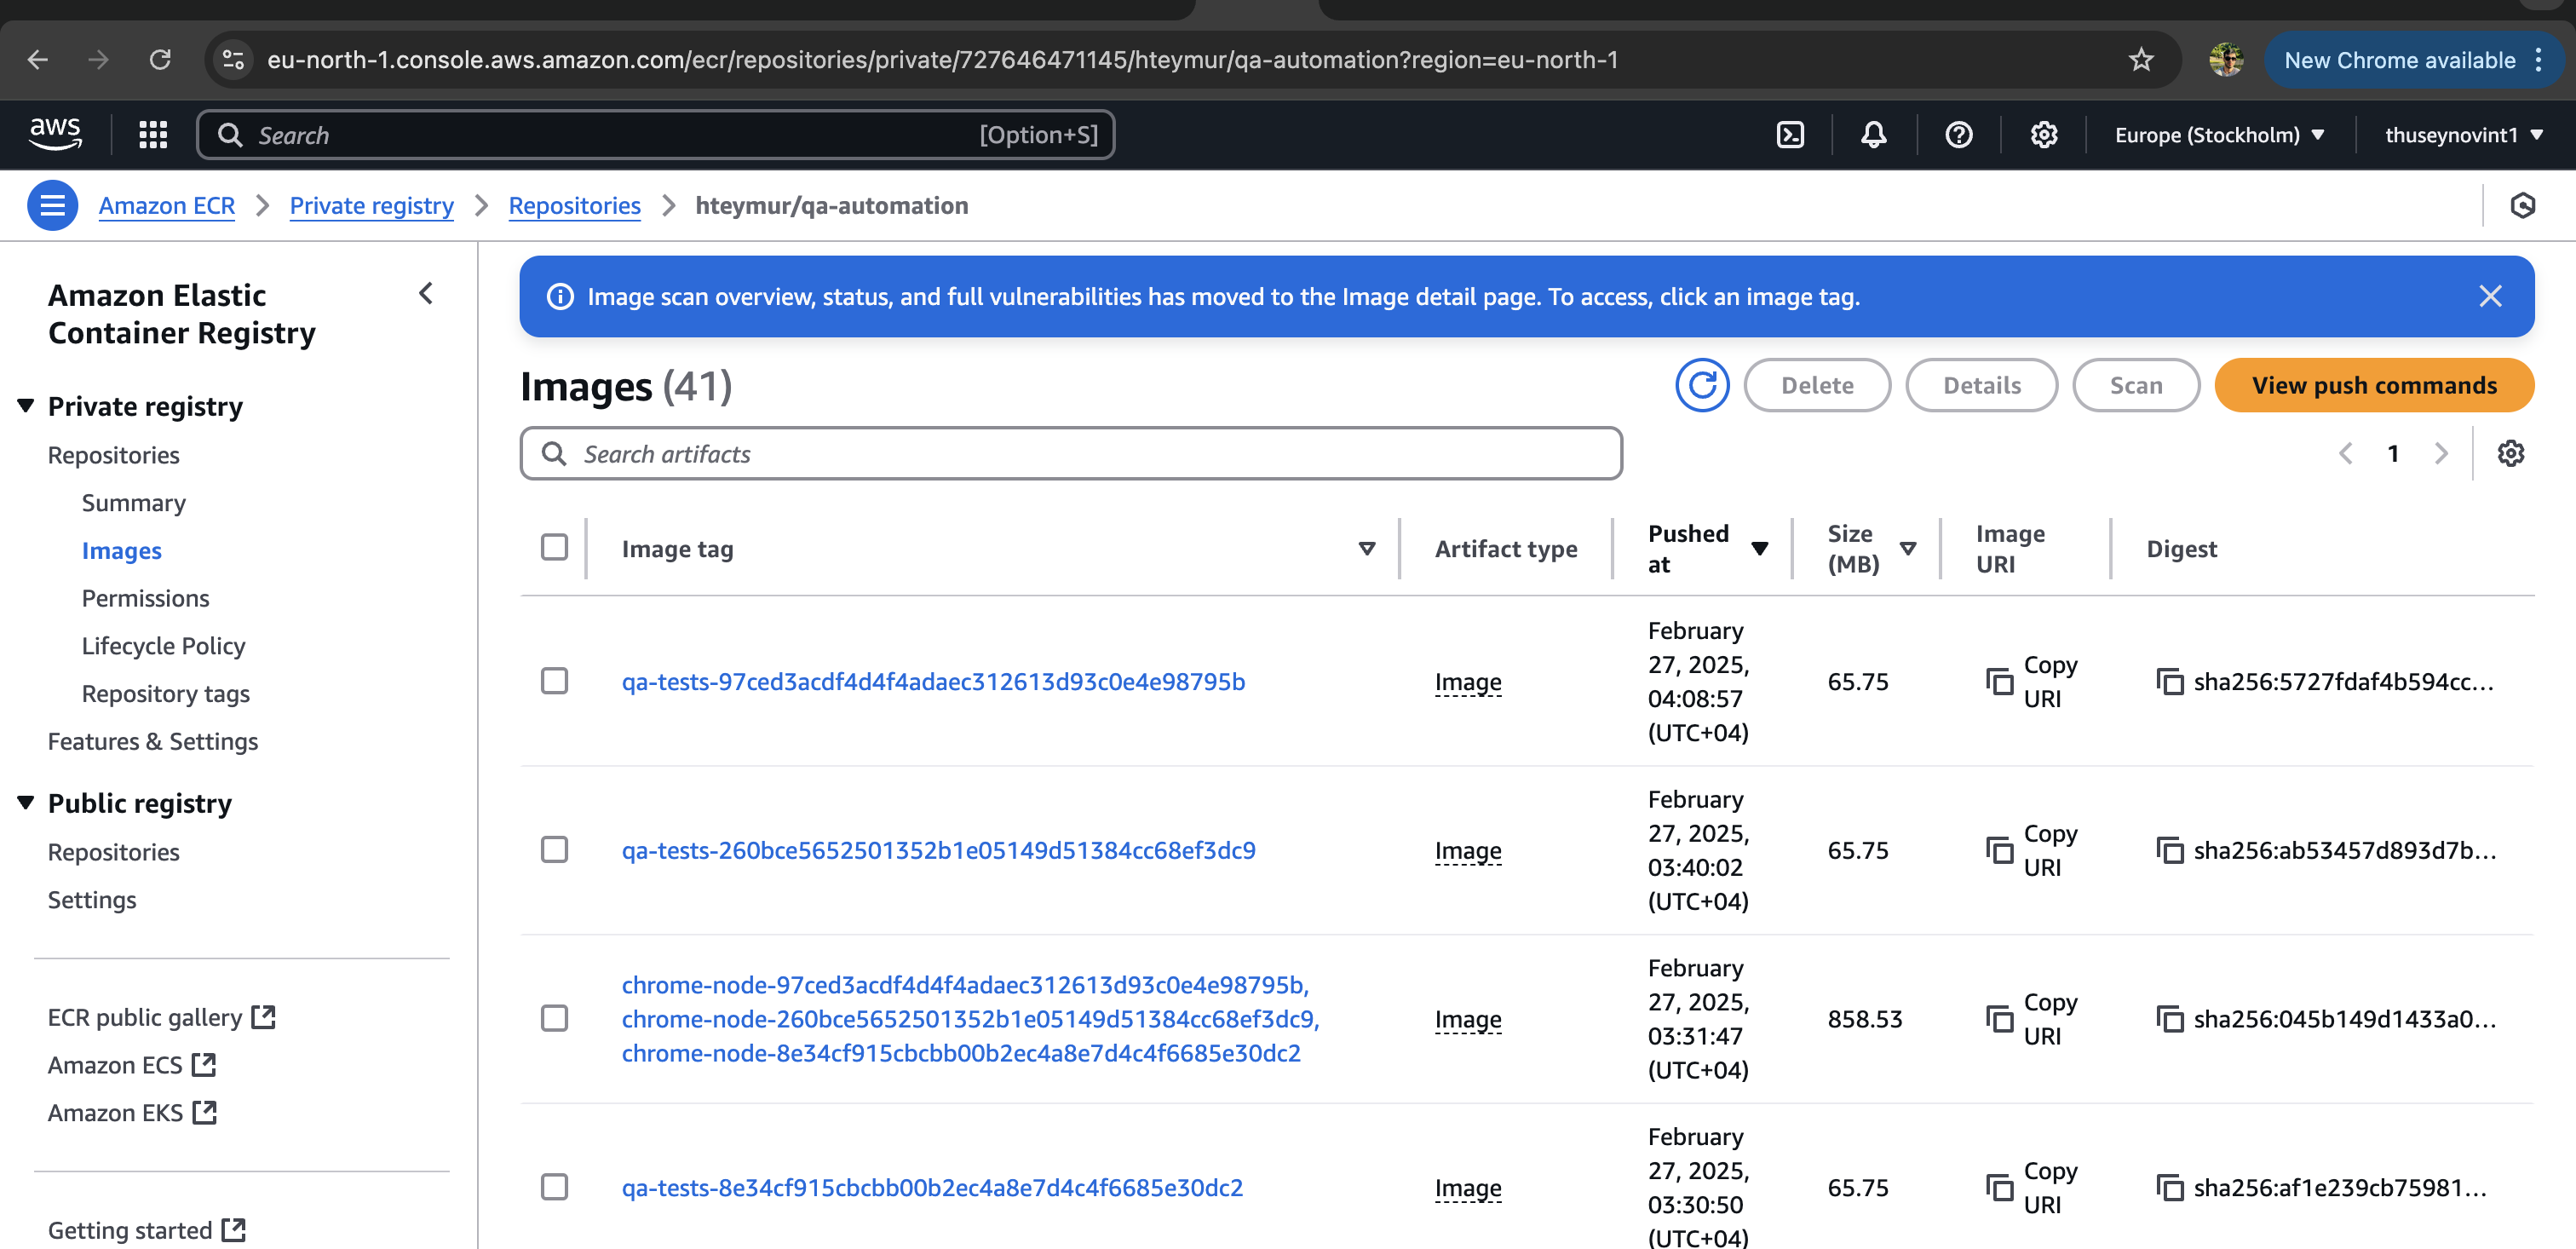 eu-north-1.console.aws.amazon.com/ecr/repositories/private/727646471145/hteymur/qa-automation?region=eu-north-1
New Chrome available
aws
Search
[Option+S]
Europe (Stockholm)
thuseynovint1
Amazon ECR
Private registry
Repositories
hteymur/qa-automation
Amazon Elastic
Container Registry
Private registry
Repositories
Summary
Images
Permissions
Lifecycle Policy
Repository tags
Features & Settings
Public registry
Repositories
Settings
ECR public gallery
Amazon ECS
Amazon EKS
Getting started
Image scan overview, status, and full vulnerabilities has moved to the Image detail page. To access, click an image tag.
Images (41)
Delete
Details
Scan
View push commands
Search artifacts
1
Image tag
Artifact type
Pushed
at
Size
(MB)
Image
URI
Digest
qa-tests-97ced3acdf4d4f4adaec312613d93c0e4e98795b
Image
February
27, 2025,
04:08:57
(UTC+04)
65.75
Copy
URI
sha256:5727fdaf4b594cc...
qa-tests-260bce5652501352b1e05149d51384cc68ef3dc9
Image
February
27, 2025,
03:40:02
(UTC+04)
65.75
Copy
URI
sha256:ab53457d893d7b...
chrome-node-97ced3acdf4d4f4adaec312613d93c0e4e98795b,
chrome-node-260bce5652501352b1e05149d51384cc68ef3dc9,
chrome-node-8e34cf915cbcbb00b2ec4a8e7d4c4f6685e30dc2
Image
February
27, 2025,
03:31:47
(UTC+04)
858.53
Copy
URI
sha256:045b149d1433a0...
qa-tests-8e34cf915cbcbb00b2ec4a8e7d4c4f6685e30dc2
Image
February
27, 2025,
03:30:50
(UTC+04)
65.75
Copy
URI
sha256:af1e239cb75981...